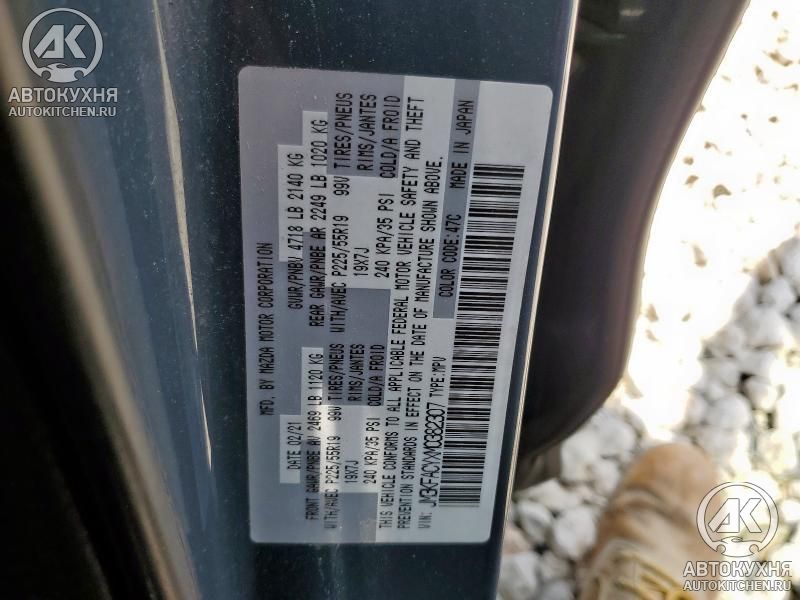 АК
АВТОКУХНЯ
AUTOKITCHEN.RU
MFD. BY MAZDA MOTOR CORPORATION
DATE 02/21 GVWR/PNBV 4718 LB 2140 KG
FRONT GAWR/PNBE AV 2469 LB 1120 KG REAR GAWR/PNBE AR 2249 LB 1020 KG
WITH/AVEC P225/55R19 99V TIRES/PNEUS WITH/AVEC P225/55R19 99V TIRES/PNEUS
19X7J RIMS/JANTES 19X7J RIMS/JANTES
240 KPA/35 PSI COLD/A FROID 240 KPA/35 PSI COLD/A FROID
THIS VEHICLE CONFORMS TO ALL APPLICABLE FEDERAL MOTOR VEHICLE SAFETY AND THEFT
PREVENTION STANDARDS IN EFFECT ON THE DATE OF MANUFACTURE SHOWN ABOVE.
VIN: JM3KFACYXM0382307 TYPE:MPV COLOR CODE:47C MADE IN JAPAN
АК
АВТОКУХНЯ
AUTOKITCHEN.RU